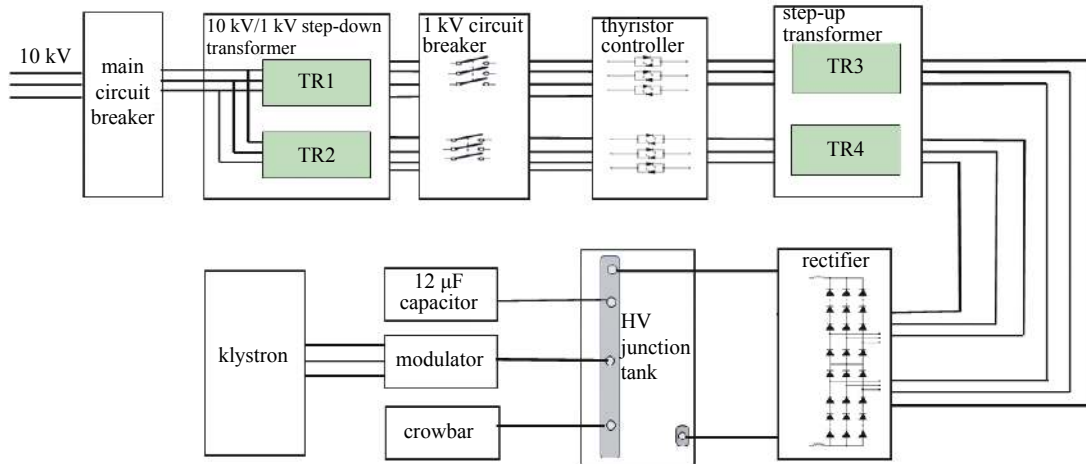 10 kV
main
circuit
breaker
10 kV/1 kV step-down
transformer
TR1
TR2
1 kV circuit
breaker
thyristor
controller
step-up
transformer
TR3
TR4
klystron
12 μF
capacitor
modulator
crowbar
HV
junction
tank
rectifier